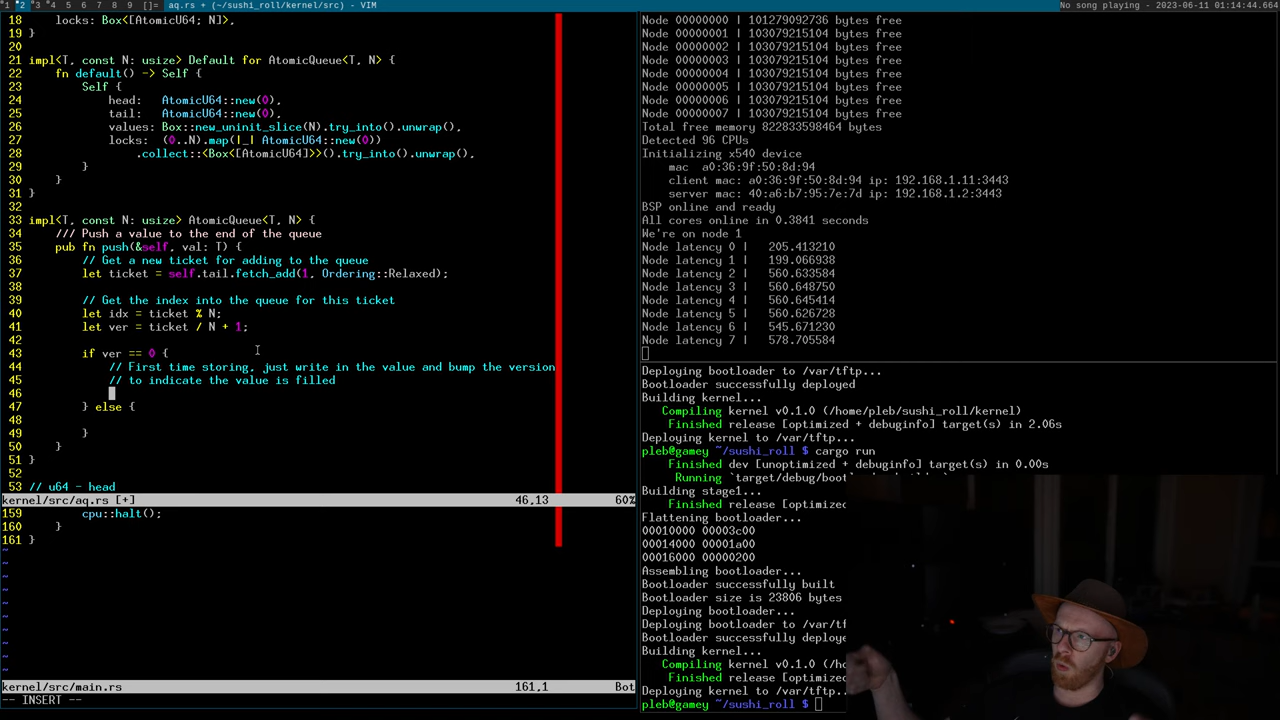 1 2 3 4 5 6 7 8 9 []= aq.rs + (~/sushi_roll/kernel/src) - VIM
No song playing - 2023-06-11 01:14:44.664
18     locks: Box<[AtomicU64; N]>,
19 }
20
21 impl<T, const N: usize> Default for AtomicQueue<T, N> {
22     fn default() -> Self {
23         Self {
24             head:   AtomicU64::new(0),
25             tail:   AtomicU64::new(0),
26             values: Box::new_uninit_slice(N).try_into().unwrap(),
27             locks:  (0..N).map(|_| AtomicU64::new(0))
28                 .collect::<Box<[AtomicU64]>>().try_into().unwrap(),
29         }
30     }
31 }
32
33 impl<T, const N: usize> AtomicQueue<T, N> {
34     /// Push a value to the end of the queue
35     pub fn push(&self, val: T) {
36         // Get a new ticket for adding to the queue
37         let ticket = self.tail.fetch_add(1, Ordering::Relaxed);
38
39         // Get the index into the queue for this ticket
40         let idx = ticket % N;
41         let ver = ticket / N + 1;
42
43         if ver == 0 {
44             // First time storing, just write in the value and bump the version
45             // to indicate the value is filled
46
47         } else {
48
49         }
50     }
51 }
52
53 // u64 - head
kernel/src/aq.rs [+] 46,13 60%
159         cpu::halt();
160     }
161 }
~
~
~
~
~
~
~
~
~
~
kernel/src/main.rs 161,1 Bot
-- INSERT --
Node 00000000 | 101279092736 bytes free
Node 00000001 | 103079215104 bytes free
Node 00000002 | 103079215104 bytes free
Node 00000003 | 103079215104 bytes free
Node 00000004 | 103079215104 bytes free
Node 00000005 | 103079215104 bytes free
Node 00000006 | 103079215104 bytes free
Node 00000007 | 103079215104 bytes free
Total free memory 822833598464 bytes
Detected 96 CPUs
Initializing x540 device
    mac  a0:36:9f:50:8d:94
    client mac: a0:36:9f:50:8d:94 ip: 192.168.1.11:3443
    server mac: 40:a6:b7:95:7e:7d ip: 192.168.1.2:3443
BSP online and ready
All cores online in 0.3841 seconds
We're on node 1
Node latency 0 |   205.413210
Node latency 1 |   199.066938
Node latency 2 |   560.633584
Node latency 3 |   560.648750
Node latency 4 |   560.645414
Node latency 5 |   560.626728
Node latency 6 |   545.671230
Node latency 7 |   578.705584
Deploying bootloader to /var/tftp...
Bootloader successfully deployed
Building kernel...
   Compiling kernel v0.1.0 (/home/pleb/sushi_roll/kernel)
    Finished release [optimized + debuginfo] target(s) in 2.06s
Deploying kernel to /var/tftp...
pleb@gamey ~/sushi_roll $ cargo run
    Finished dev [unoptimized + debuginfo] target(s) in 0.00s
     Running `target/debug/boo
Building stage1...
    Finished release [optimize
Flattening bootloader...
00010000 00003c00
00014000 00001a00
00016000 00000200
Assembling bootloader...
Bootloader successfully built
Bootloader size is 23806 bytes
Deploying bootloader to /var/tf
Bootloader successfully deploye
Building kernel...
   Compiling kernel v0.1.0 (/h
    Finished release [optimize
Deploying kernel to /var/tftp...
pleb@gamey ~/sushi_roll $